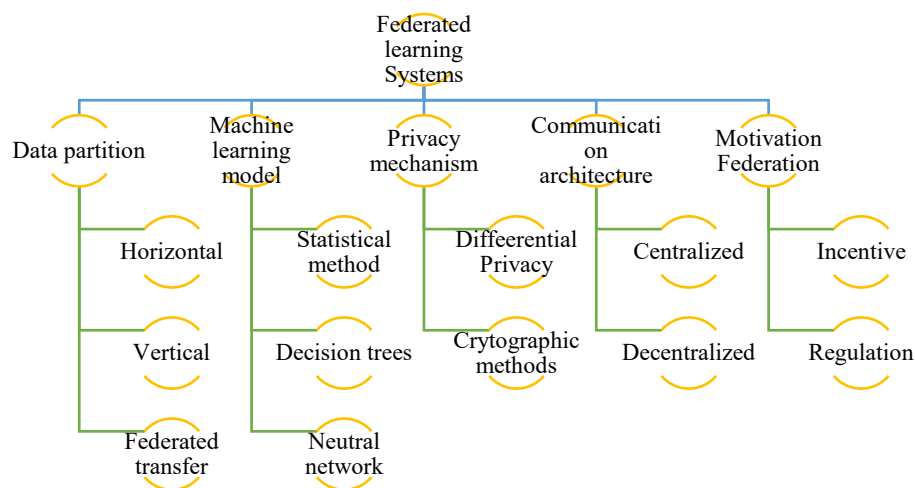 Federated
learning
Systems
Data partition
Machine
learning
model
Privacy
mechanism
Communicati
on
architecture
Motivation
Federation
Horizontal
Statistical
method
Differential
Privacy
Centralized
Incentive
Vertical
Decision trees
Crytographic
methods
Decentralized
Regulation
Federated
transfer
Neutral
network